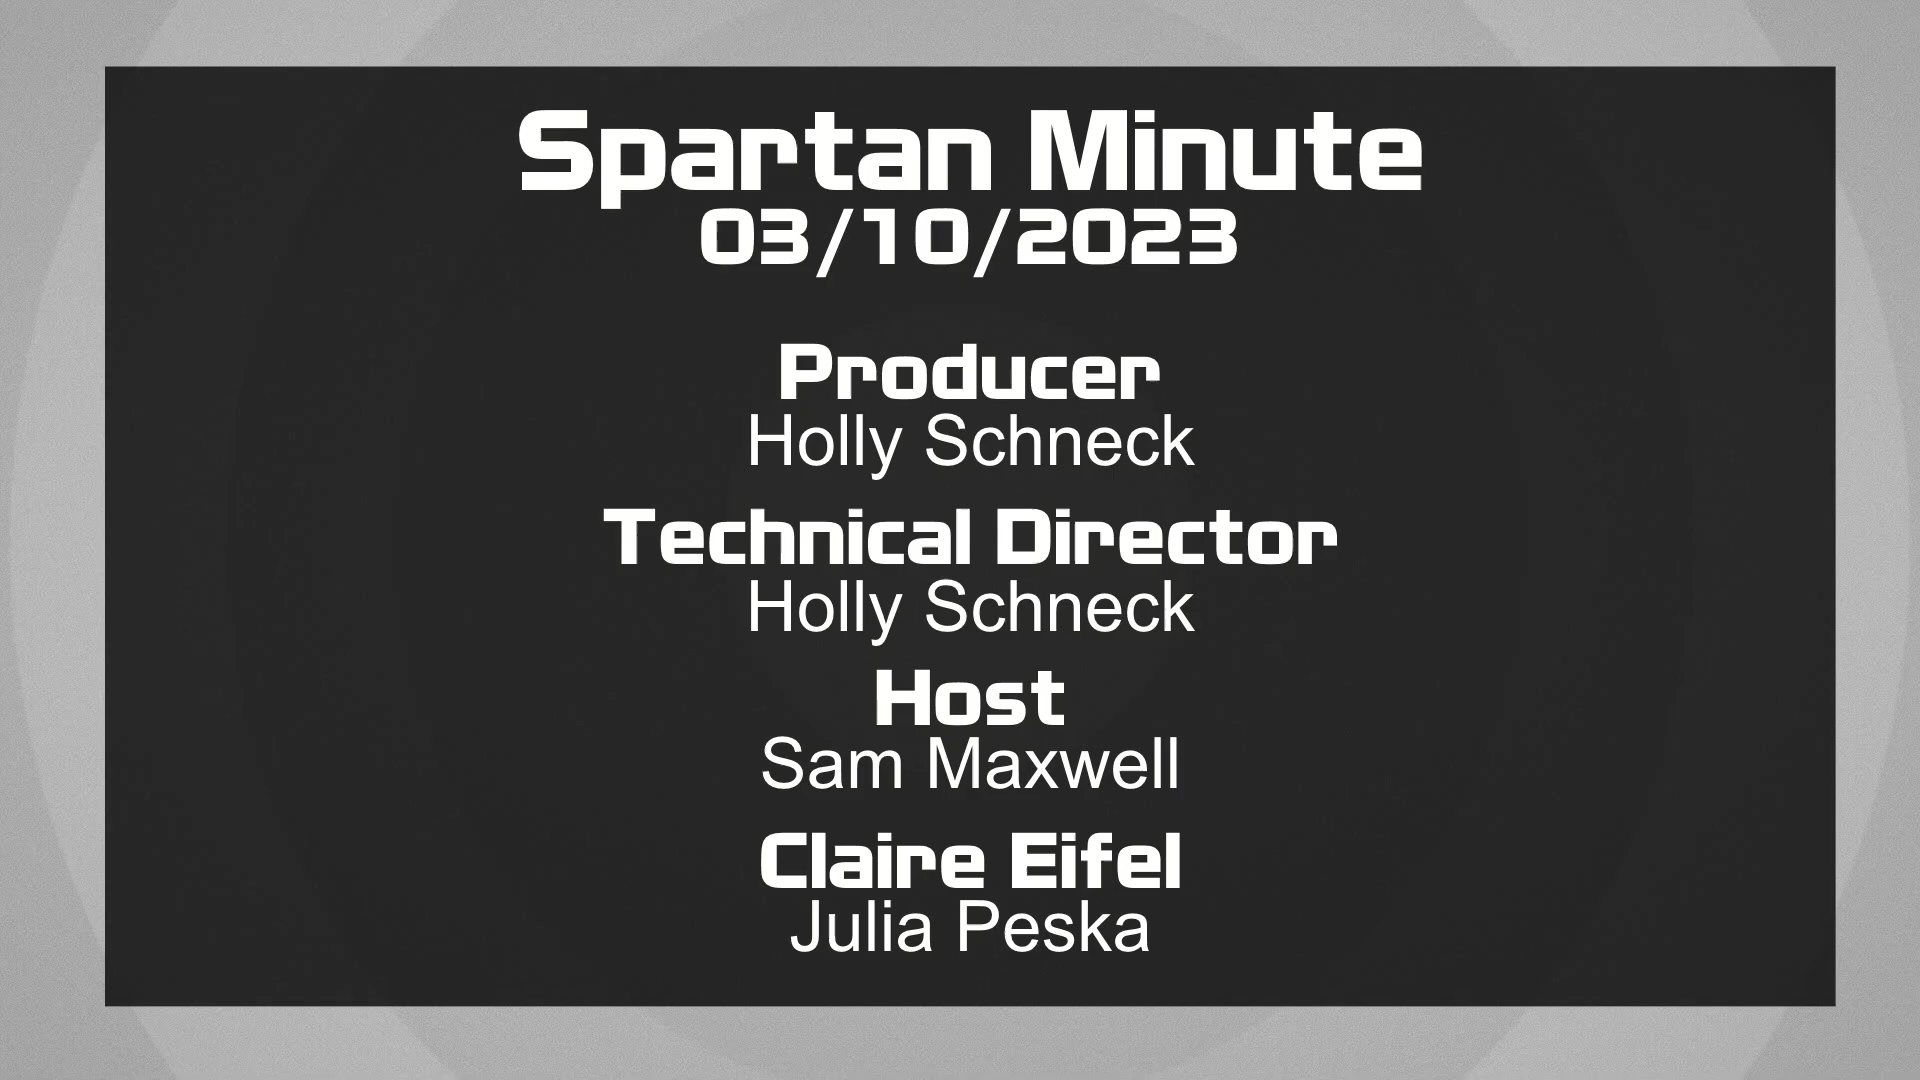 Spartan Minute
03/10/2023
Producer
Holly Schneck
Technical Director
Holly Schneck
Host
Sam Maxwell
Claire Eifel
Julia Peska